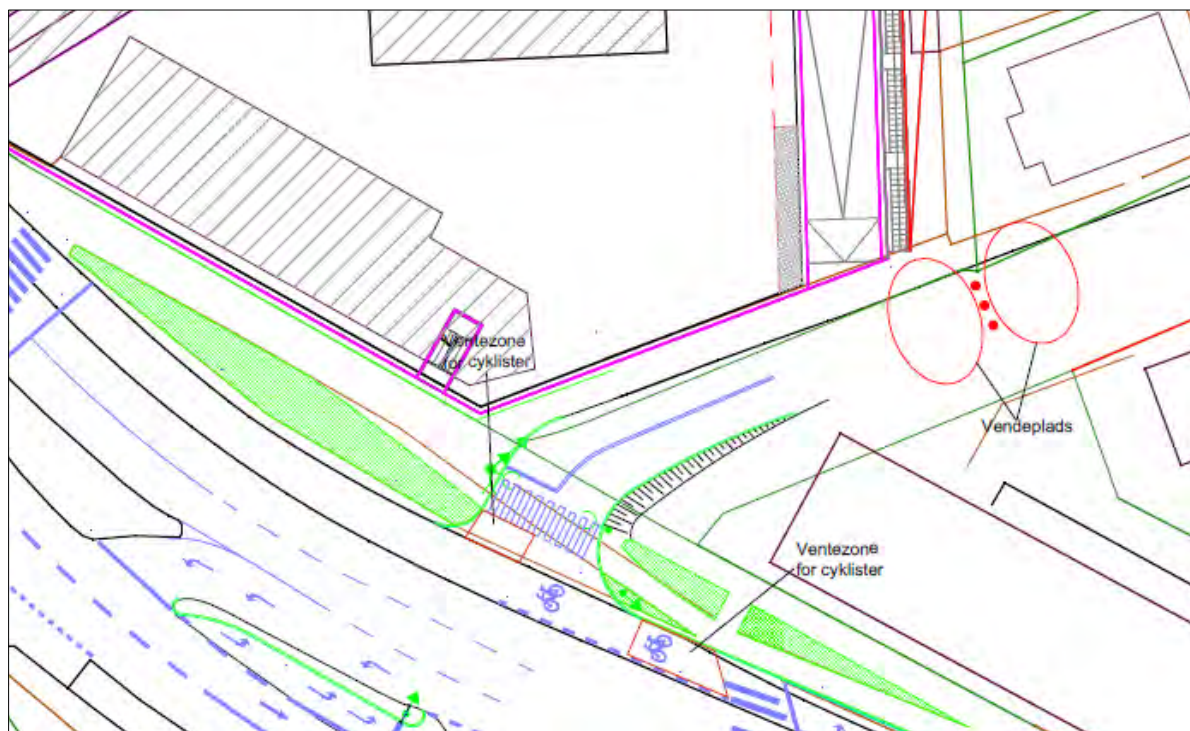 Ventezone
for cyklister
Vendeplads
Ventezone
for cyklister